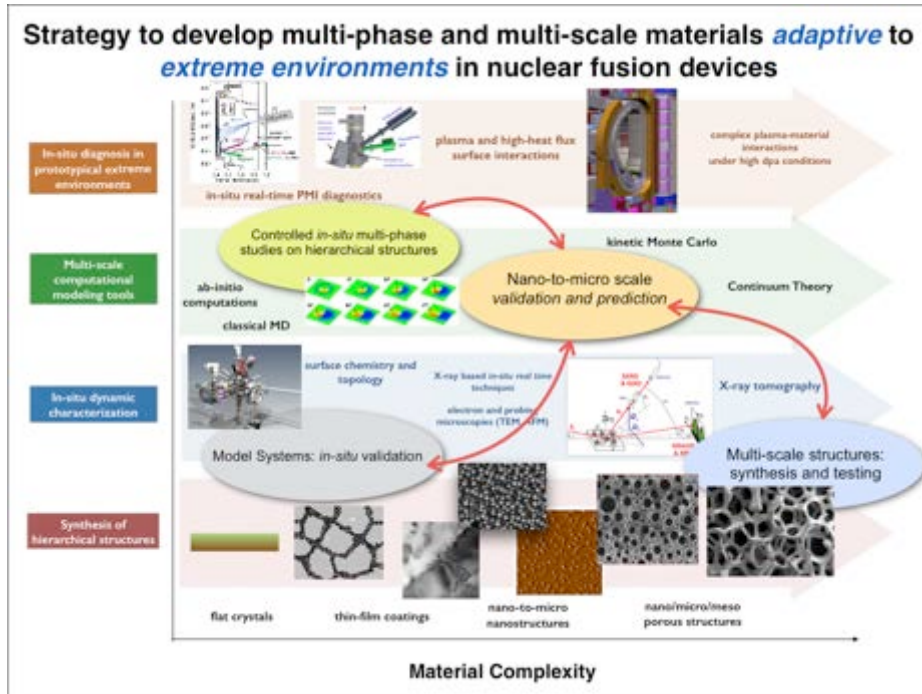 Strategy to develop multi-phase and multi-scale materials adaptive to
extreme environments in nuclear fusion devices
In-situ diagnosis in
prototypical extreme
environments
in-situ real-time PMI diagnostics
plasma and high-heat flux
surface interactions
complex plasma-material
interactions
under high dpa conditions
Multi-scale
computational
modeling tools
Controlled in-situ multi-phase
studies on hierarchical structures
ab-initio
computations
classical MD
Nano-to-micro scale
validation and prediction
kinetic Monte Carlo
Continuum Theory
In-situ dynamic
characterization
surface chemistry and
topology
X-ray based in-situ real time
techniques
electron and probing
microscopies (TEM, AFM)
X-ray tomography
Model Systems: in-situ validation
Multi-scale structures:
synthesis and testing
Synthesis of
hierarchical structures
flat crystals
thin-film coatings
nano-to-micro
nanostructures
nano/micro/meso
porous structures
Material Complexity